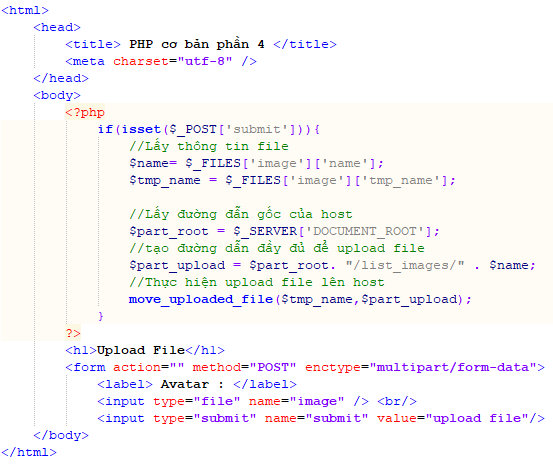 <html>
<head>
<title> PHP cơ bản phần 4 </title>
<meta charset="utf-8" />
</head>
<body>
<?php
if(isset($_POST['submit'])){
//Lấy thông tin file
$name= $_FILES['image']['name'];
$tmp_name = $_FILES['image']['tmp_name'];
//Lấy đường đẫn gốc của host
$part_root = $_SERVER['DOCUMENT_ROOT'];
//tạo đường dẫn đầy đủ để upload file
$part_upload = $part_root. "/list_images/" . $name;
//Thực hiện upload file lên host
move_uploaded_file($tmp_name,$part_upload);
}
?>
<h1>Upload File</h1>
<form action="" method="POST" enctype="multipart/form-data">
<label> Avatar : </label>
<input type="file" name="image" /> <br/>
<input type="submit" name="submit" value="upload file"/>
</body>
</html>